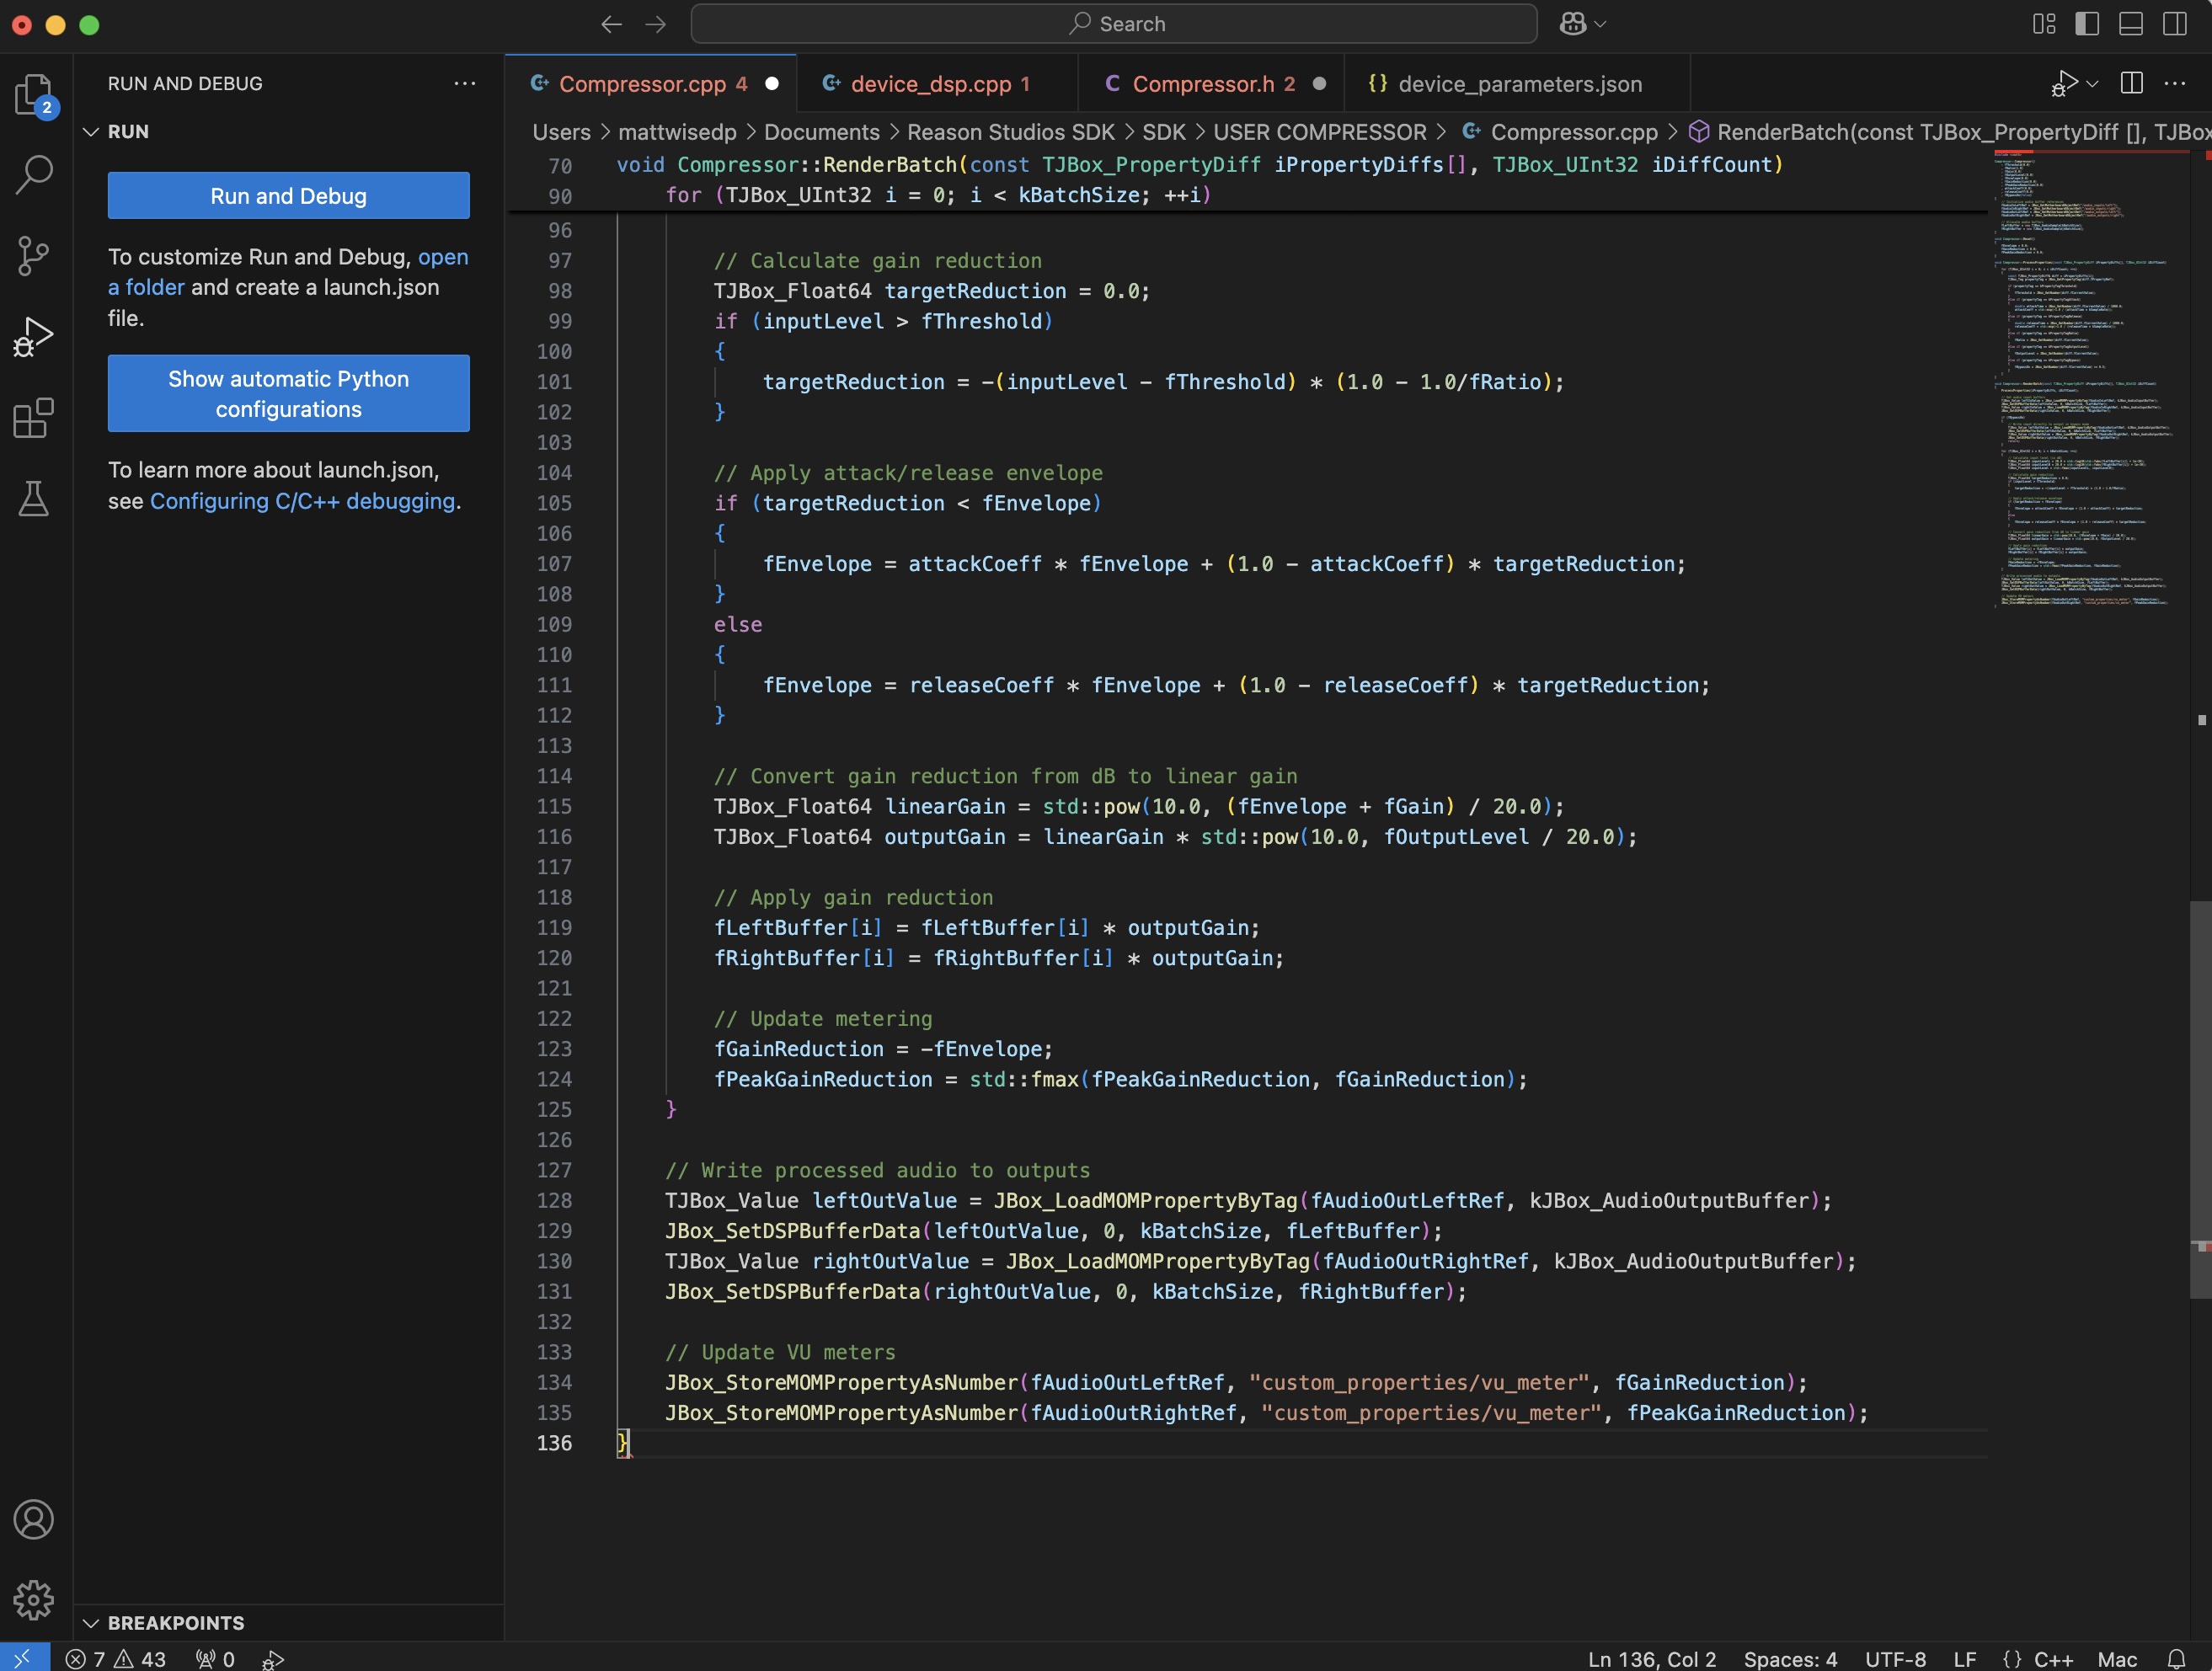 Search
RUN AND DEBUG
Compressor.cpp 4
device_dsp.cpp 1
Compressor.h 2
{} device_parameters.json
2
RUN
Users > mattwisedp > Documents > Reason Studios SDK > SDK > USER COMPRESSOR > Compressor.cpp > RenderBatch(const TJBox_PropertyDiff [], TJBox
Run and Debug
To customize Run and Debug, open
a folder and create a launch.json
file.
Show automatic Python
configurations
To learn more about launch.json,
see Configuring C/C++ debugging.
70 void Compressor::RenderBatch(const TJBox_PropertyDiff iPropertyDiffs[], TJBox_UInt32 iDiffCount)
90 for (TJBox_UInt32 i = 0; i < kBatchSize; ++i)
96
97 // Calculate gain reduction
98 TJBox_Float64 targetReduction = 0.0;
99 if (inputLevel > fThreshold)
100 {
101 targetReduction = -(inputLevel - fThreshold) * (1.0 - 1.0/fRatio);
102 }
103
104 // Apply attack/release envelope
105 if (targetReduction < fEnvelope)
106 {
107 fEnvelope = attackCoeff * fEnvelope + (1.0 - attackCoeff) * targetReduction;
108 }
109 else
110 {
111 fEnvelope = releaseCoeff * fEnvelope + (1.0 - releaseCoeff) * targetReduction;
112 }
113
114 // Convert gain reduction from dB to linear gain
115 TJBox_Float64 linearGain = std::pow(10.0, (fEnvelope + fGain) / 20.0);
116 TJBox_Float64 outputGain = linearGain * std::pow(10.0, fOutputLevel / 20.0);
117
118 // Apply gain reduction
119 fLeftBuffer[i] = fLeftBuffer[i] * outputGain;
120 fRightBuffer[i] = fRightBuffer[i] * outputGain;
121
122 // Update metering
123 fGainReduction = -fEnvelope;
124 fPeakGainReduction = std::fmax(fPeakGainReduction, fGainReduction);
125 }
126
127 // Write processed audio to outputs
128 TJBox_Value leftOutValue = JBox_LoadMOMPropertyByTag(fAudioOutLeftRef, kJBox_AudioOutputBuffer);
129 JBox_SetDSPBufferData(leftOutValue, 0, kBatchSize, fLeftBuffer);
130 TJBox_Value rightOutValue = JBox_LoadMOMPropertyByTag(fAudioOutRightRef, kJBox_AudioOutputBuffer);
131 JBox_SetDSPBufferData(rightOutValue, 0, kBatchSize, fRightBuffer);
132
133 // Update VU meters
134 JBox_StoreMOMPropertyAsNumber(fAudioOutLeftRef, "custom_properties/vu_meter", fGainReduction);
135 JBox_StoreMOMPropertyAsNumber(fAudioOutRightRef, "custom_properties/vu_meter", fPeakGainReduction);
136 }
BREAKPOINTS
7 43 0
Ln 136, Col 2 Spaces: 4 UTF-8 LF {} C++ Mac